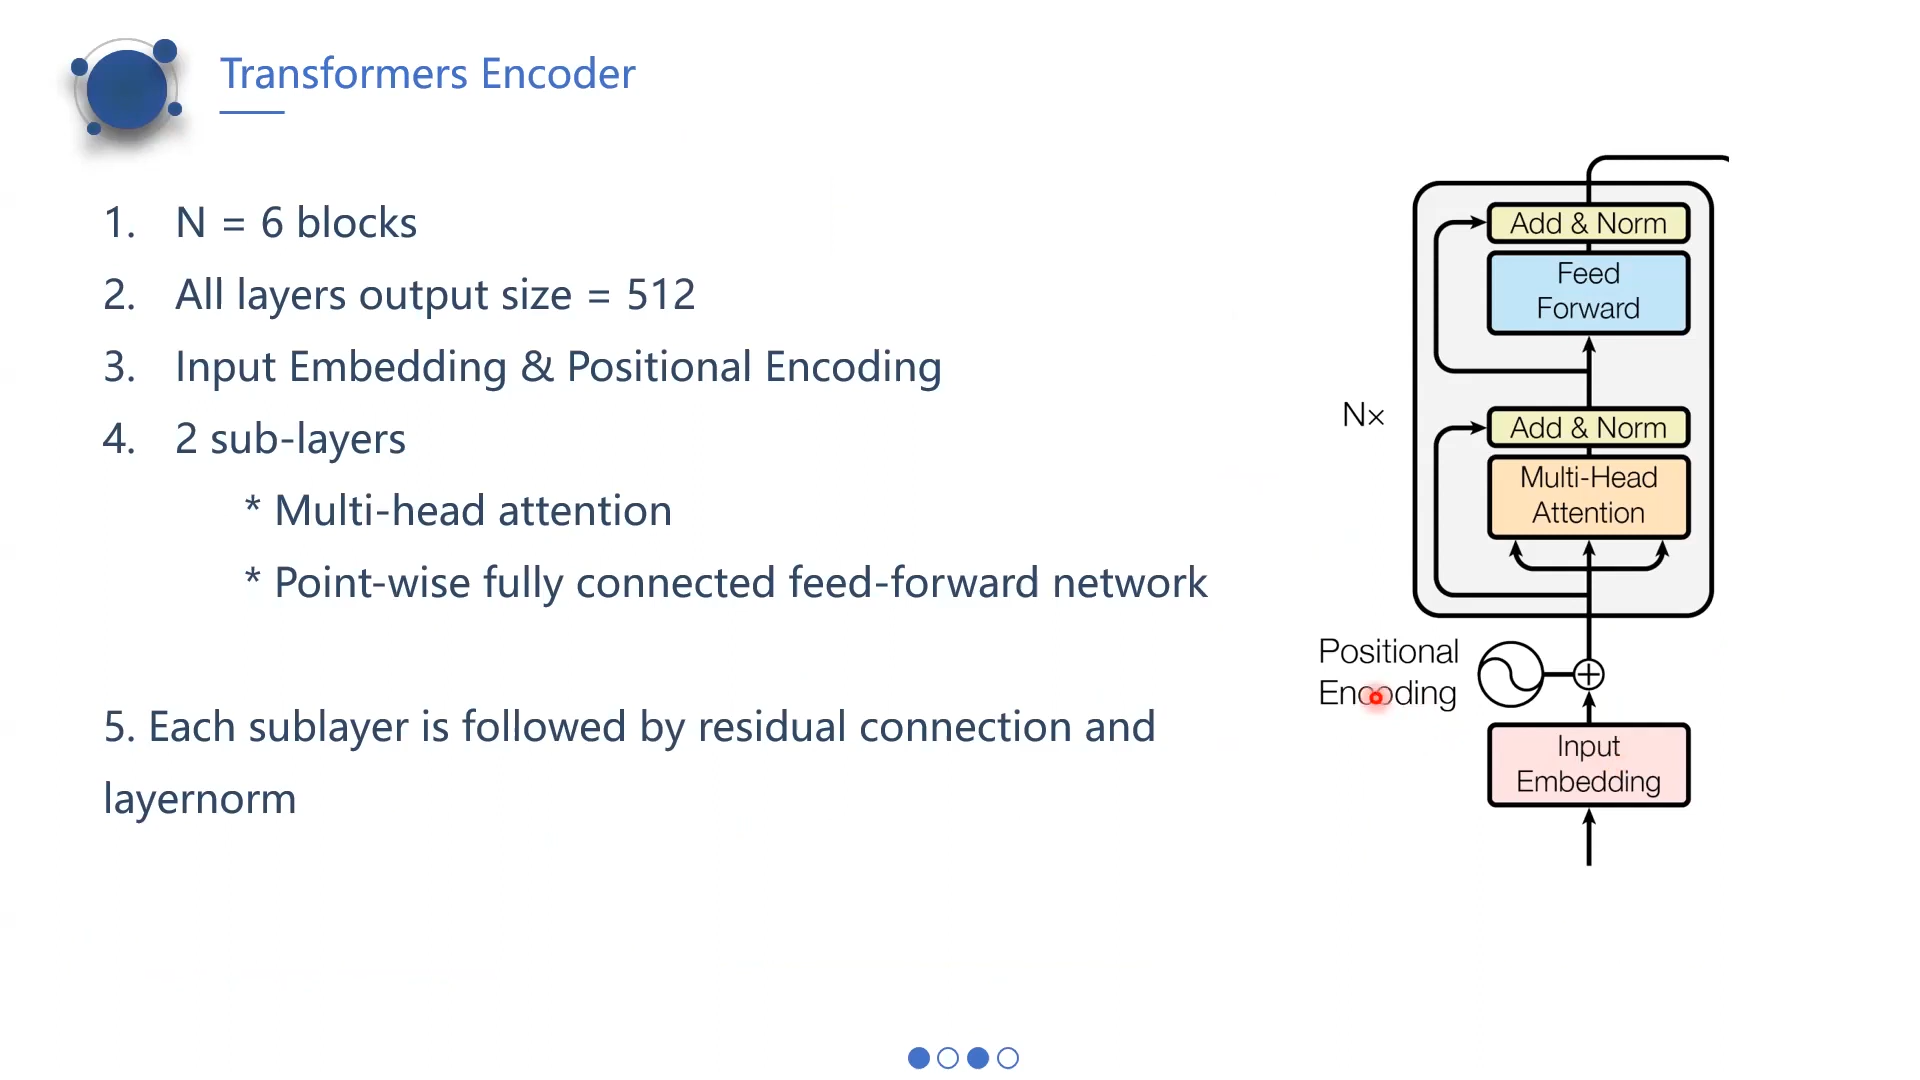 Transformers Encoder
1. N = 6 blocks
2. All layers output size = 512
3. Input Embedding & Positional Encoding
4. 2 sub-layers
* Multi-head attention
* Point-wise fully connected feed-forward network
5. Each sublayer is followed by residual connection and
layernorm
Add & Norm
Feed
Forward
N×
Add & Norm
Multi-Head
Attention
Positional
Encoding
Input
Embedding